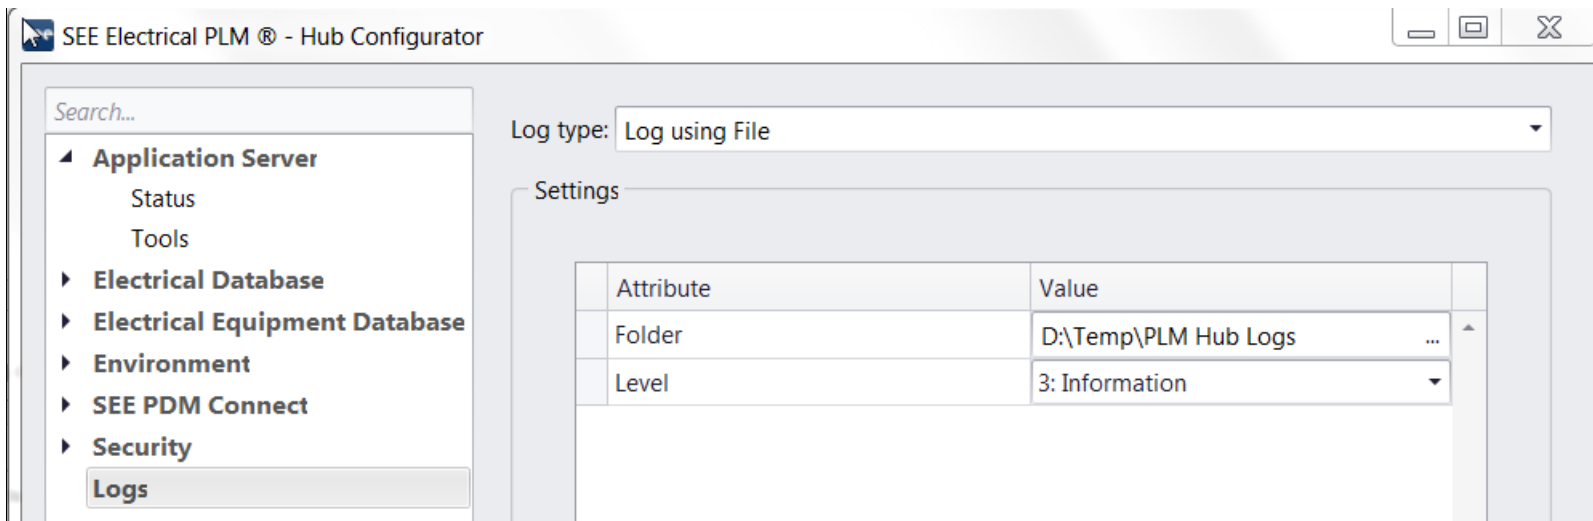 SEE Electrical PLM ® - Hub Configurator
Search...
Application Server
Status
Tools
Electrical Database
Electrical Equipment Database
Environment
SEE PDM Connect
Security
Logs
Log type: Log using File
Settings
Attribute Value
Folder D:\Temp\PLM Hub Logs ...
Level 3: Information